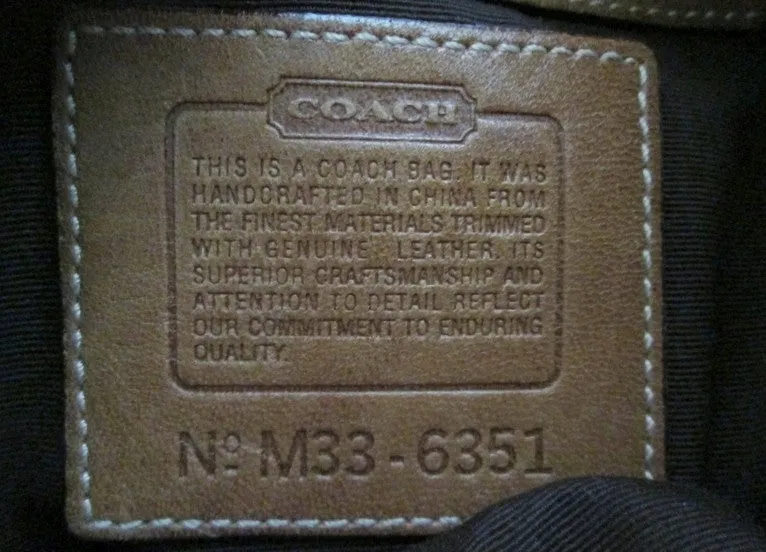 COACH
THIS IS A COACH BAG. IT WAS
HANDCRAFTED IN CHINA FROM
THE FINEST MATERIALS TRIMMED
WITH GENUINE LEATHER. ITS
SUPERIOR CRAFTSMANSHIP AND
ATTENTION TO DETAIL REFLECT
OUR COMMITMENT TO ENDURING
QUALITY.
Nº M33-6351